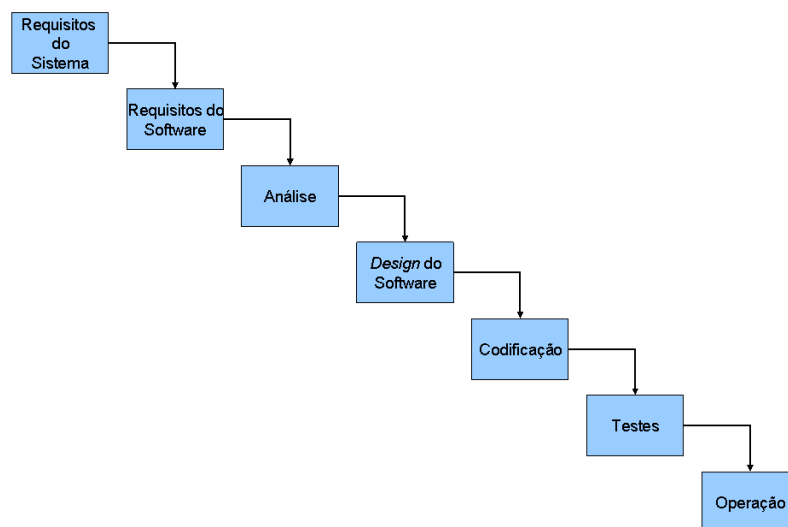 Requisitos
do
Sistema
Requisitos do
Software
Análise
Design do
Software
Codificação
Testes
Operação